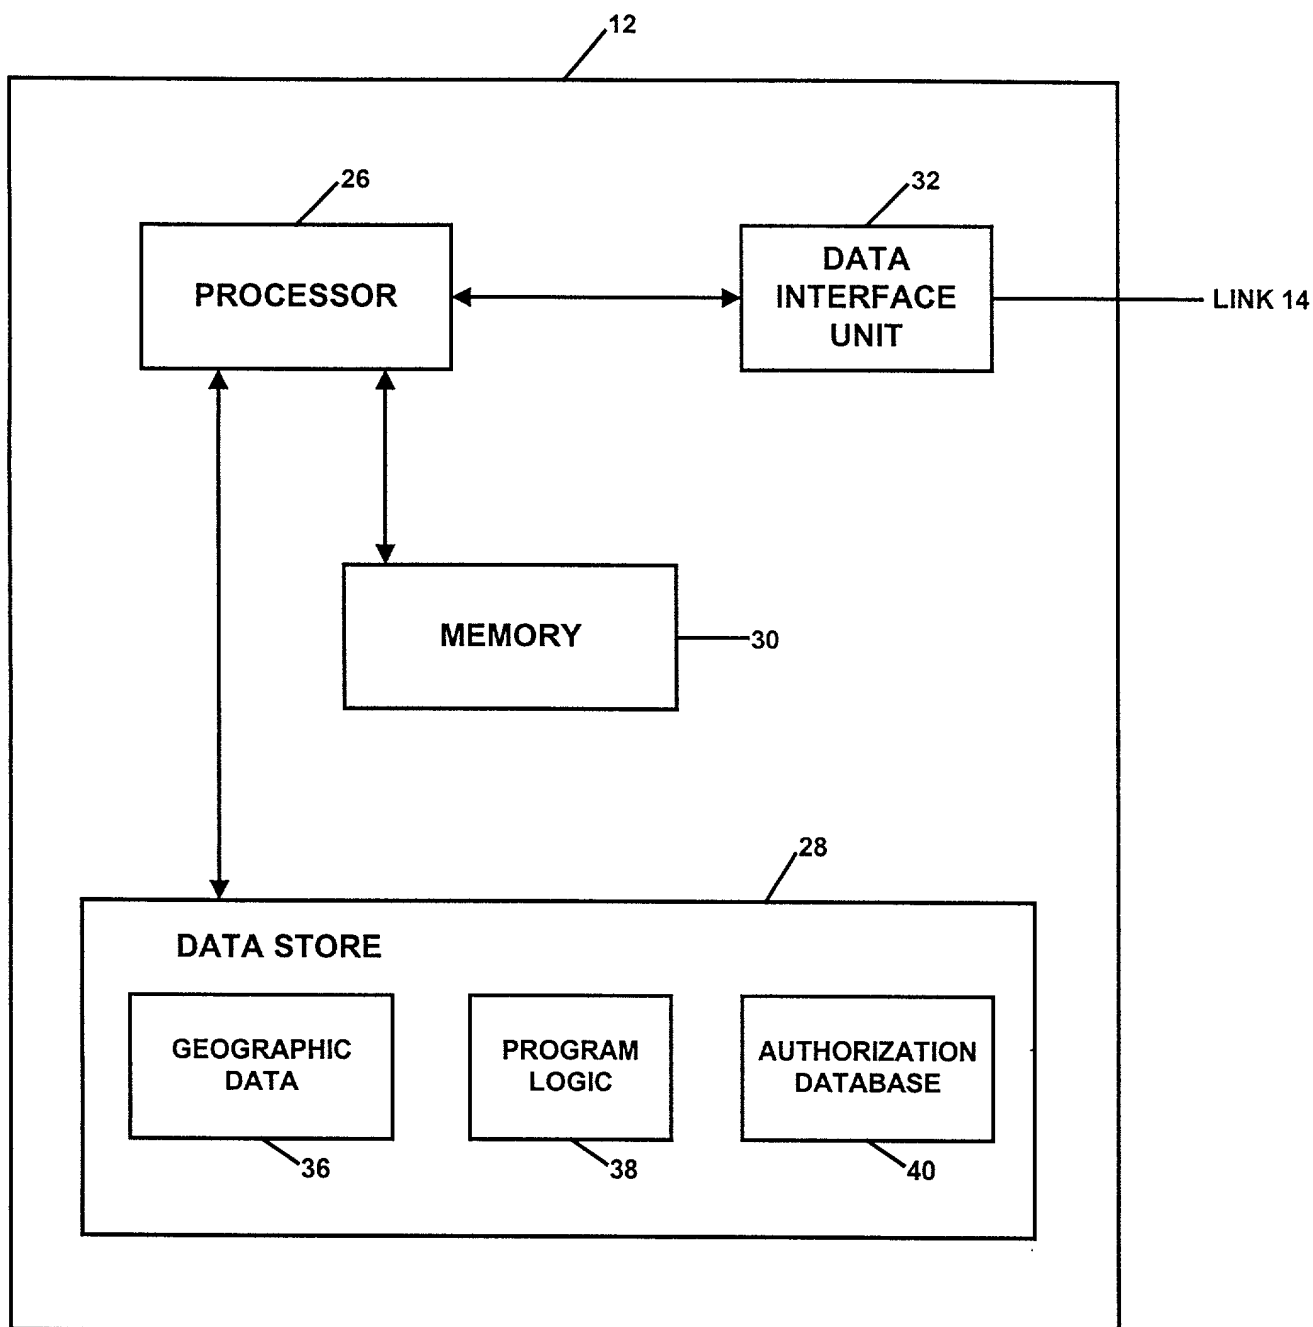 12
26
32
PROCESSOR
DATA
INTERFACE
UNIT
LINK 14
MEMORY
30
28
DATA STORE
GEOGRAPHIC
DATA
PROGRAM
LOGIC
AUTHORIZATION
DATABASE
36
38
40